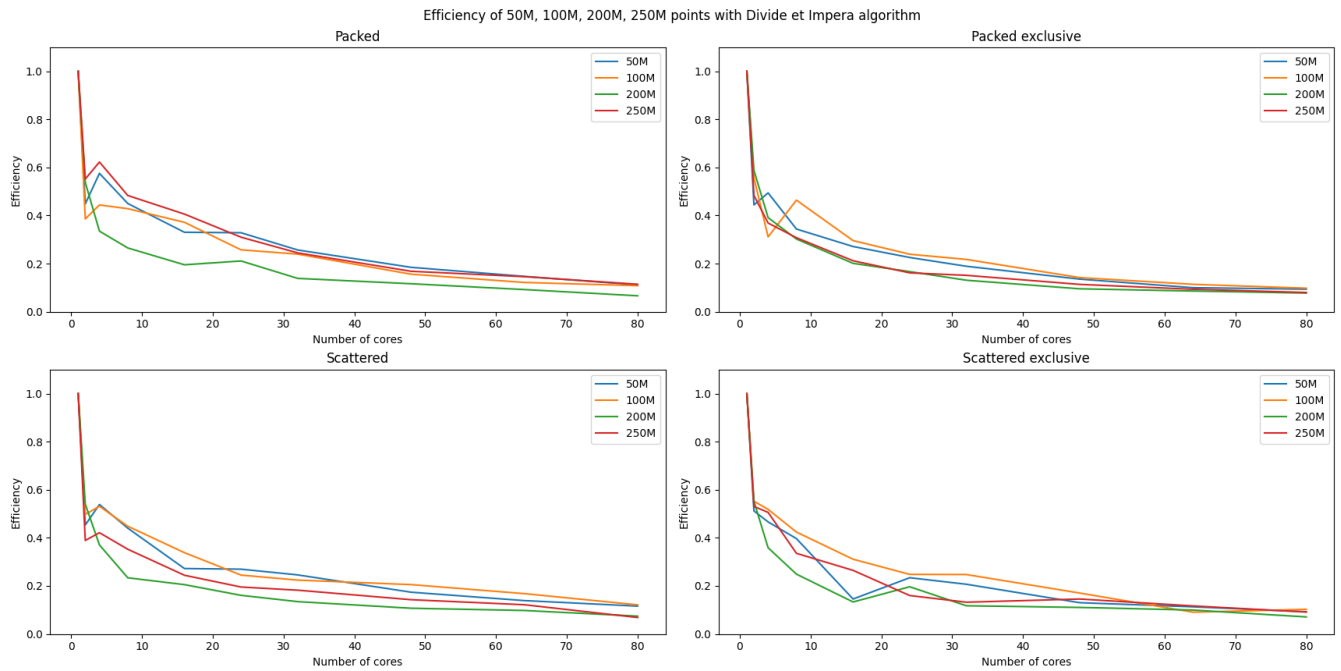 Efficiency of 50M, 100M, 200M, 250M points with Divide et Impera algorithm
Packed
Efficiency
1.0
0.8
0.6
0.4
0.2
0.0
50M
100M
200M
250M
0 10 20 30 40 50 60 70 80
Number of cores
Packed exclusive
Efficiency
1.0
0.8
0.6
0.4
0.2
0.0
50M
100M
200M
250M
0 10 20 30 40 50 60 70 80
Number of cores
Scattered
Efficiency
1.0
0.8
0.6
0.4
0.2
0.0
50M
100M
200M
250M
0 10 20 30 40 50 60 70 80
Number of cores
Scattered exclusive
Efficiency
1.0
0.8
0.6
0.4
0.2
0.0
50M
100M
200M
250M
0 10 20 30 40 50 60 70 80
Number of cores